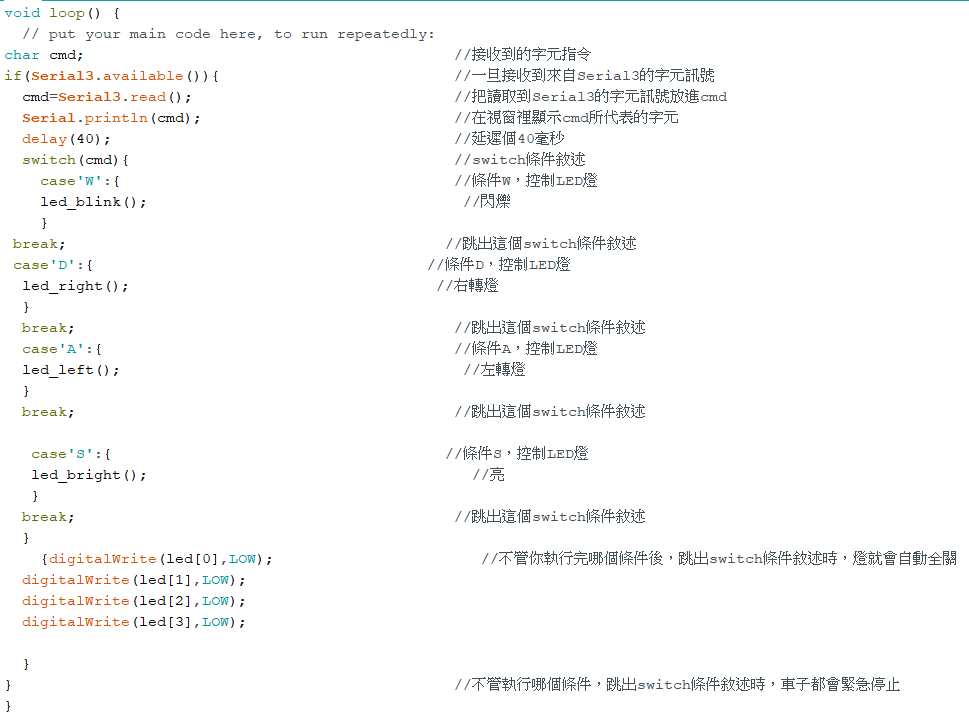 void loop() {
// put your main code here, to run repeatedly:
char cmd; //接收到的字元指令
if(Serial3.available()){ //一旦接收到來自Serial3的字元訊號
cmd=Serial3.read(); //把讀取到Serial3的字元訊號放進cmd
Serial.println(cmd); //在視窗裡顯示cmd所代表的字元
delay(40); //延遲個40毫秒
switch(cmd){ //switch條件敘述
case'W':{ //條件W，控制LED燈
led_blink(); //閃爍
}
break; //跳出這個switch條件敘述
case'D':{ //條件D，控制LED燈
led_right(); //右轉燈
}
break; //跳出這個switch條件敘述
case'A':{ //條件A，控制LED燈
led_left(); //左轉燈
}
break; //跳出這個switch條件敘述
case'S':{ //條件S，控制LED燈
led_bright(); //亮
}
break; //跳出這個switch條件敘述
}
{digitalWrite(led[0],LOW); //不管你執行完哪個條件後，跳出switch條件敘述時，燈就會自動全關
digitalWrite(led[1],LOW);
digitalWrite(led[2],LOW);
digitalWrite(led[3],LOW);
}
} //不管執行哪個條件，跳出switch條件敘述時，車子都會緊急停止
}